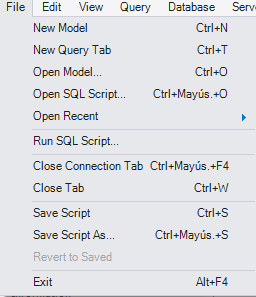 File Edit View Query Database Serv
New Model Ctrl+N
New Query Tab Ctrl+T
Open Model... Ctrl+O
Open SQL Script... Ctrl+Mayús.+O
Open Recent
Run SQL Script...
Close Connection Tab Ctrl+Mayús.+F4
Close Tab Ctrl+W
Save Script Ctrl+S
Save Script As... Ctrl+Mayús.+S
Revert to Saved
Exit Alt+F4